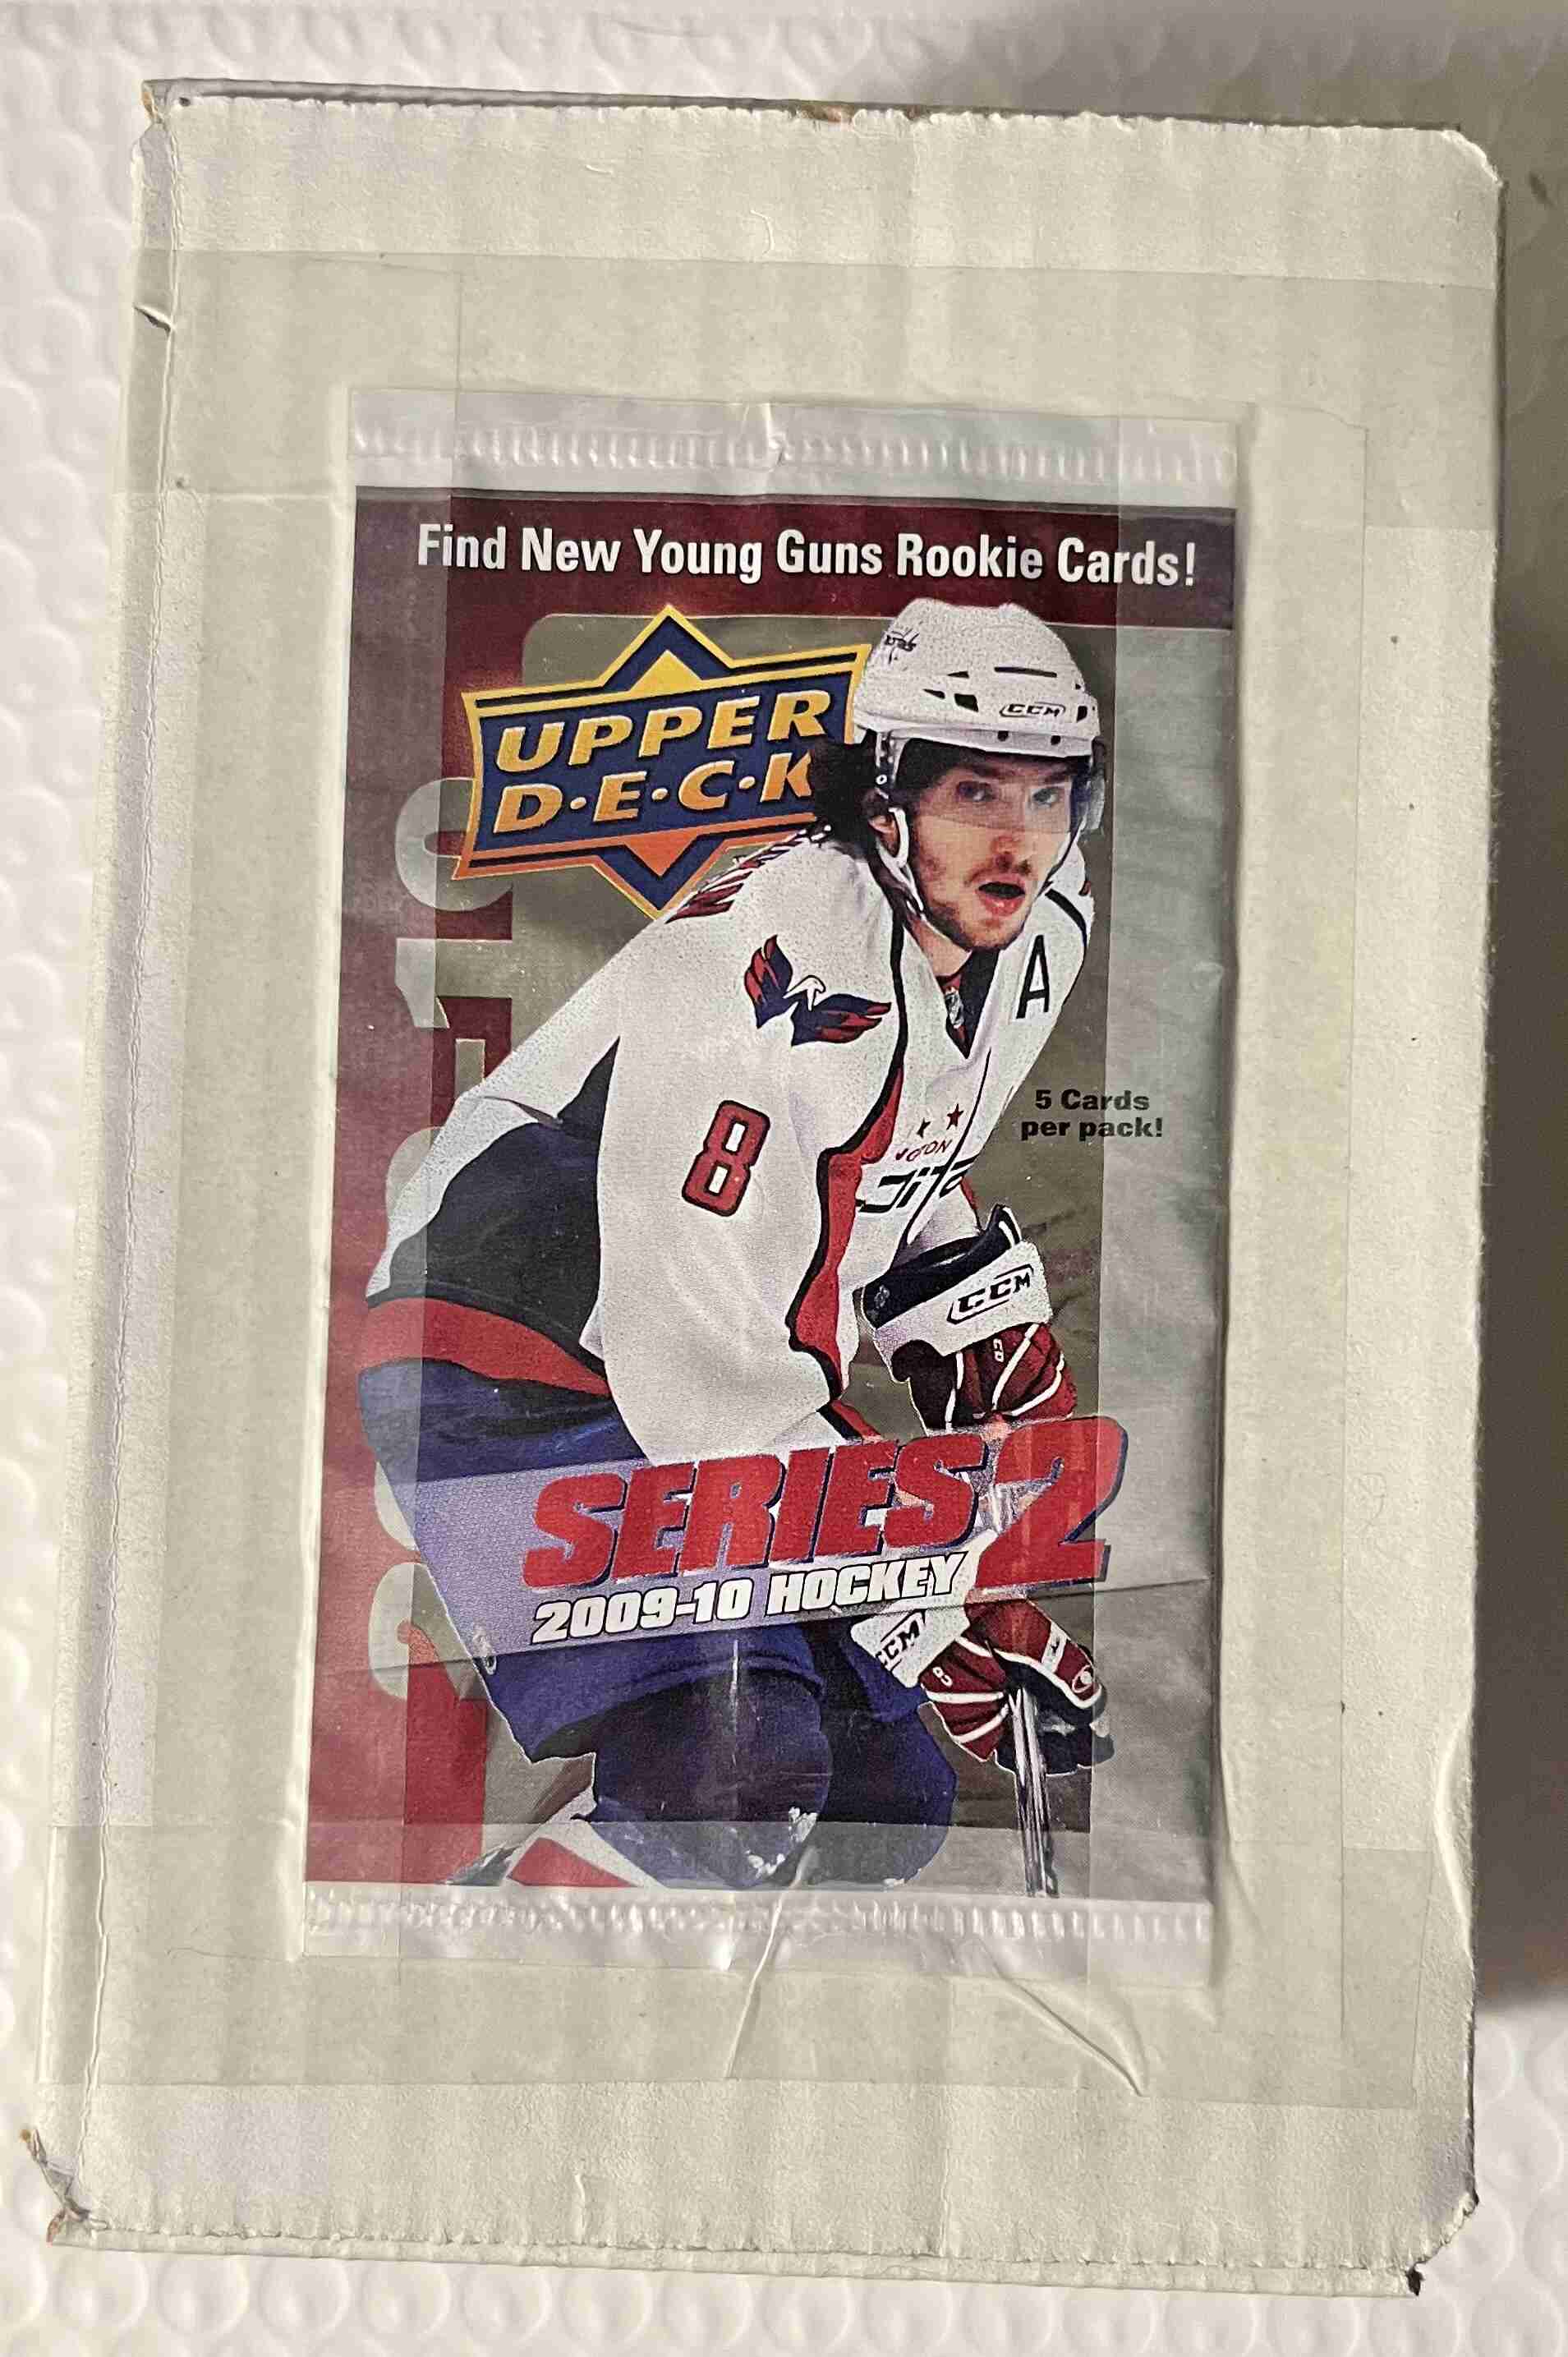 Find New Young Guns Rookie Cards!
UPPER
D·E·C·K
CCM
A
8
5 Cards
per pack!
CCM
SERIES 2
2009-10 HOCKEY
CCM
8